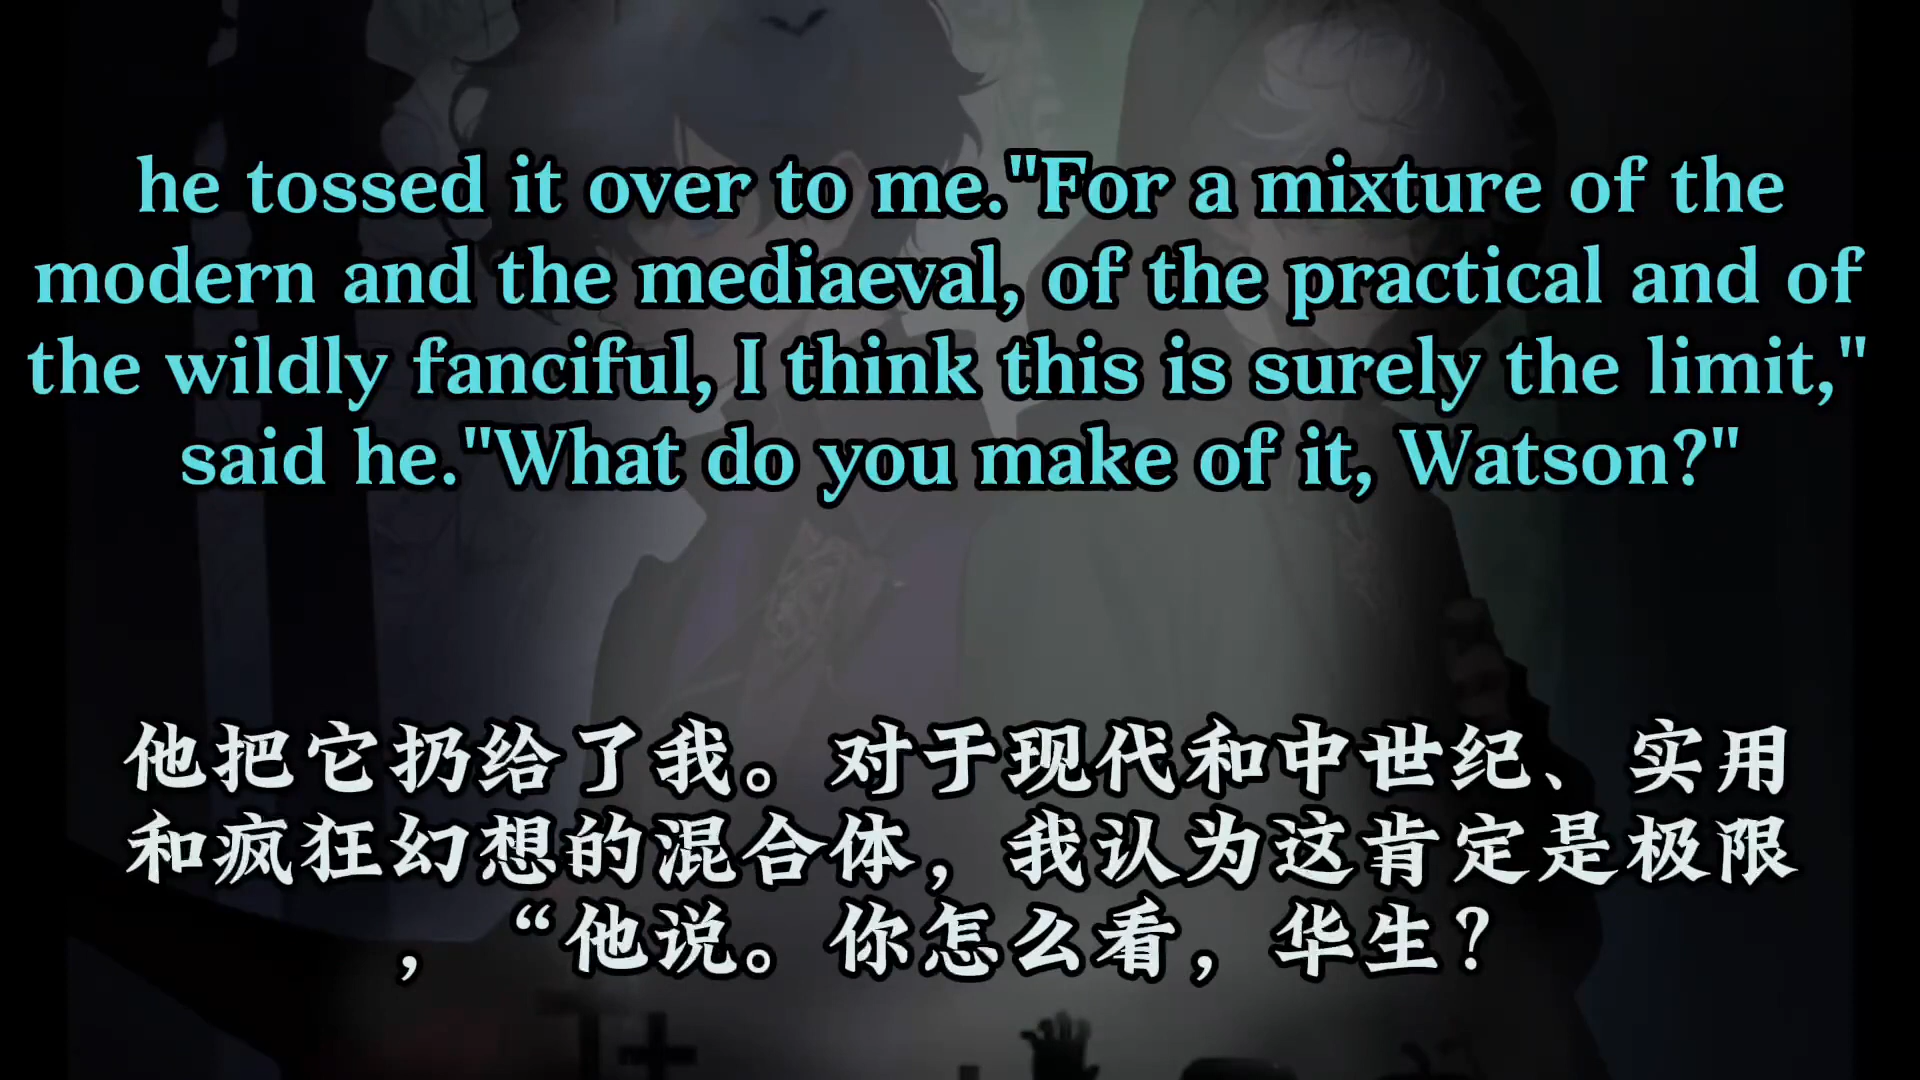 he tossed it over to me."For a mixture of the
modern and the mediaeval, of the practical and of
the wildly fanciful, I think this is surely the limit,"
said he."What do you make of it, Watson?"
他把它扔给了我。对于现代和中世纪、实用
和疯狂幻想的混合体，我认为这肯定是极限
，“他说。你怎么看，华生？